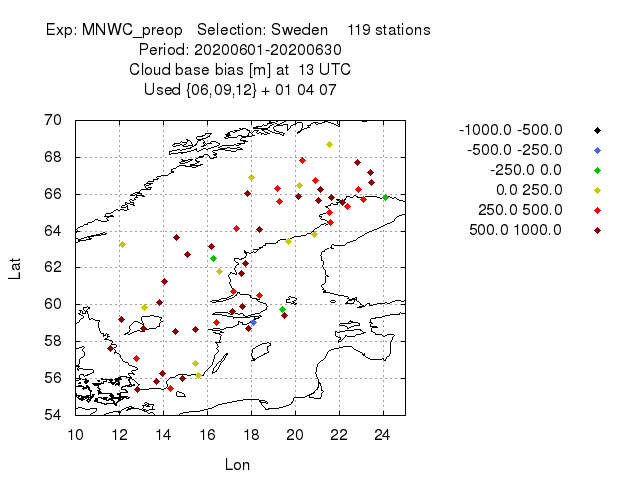 Exp: MNWC_preop   Selection: Sweden     119 stations
Period: 20200601-20200630
Cloud base bias [m] at  13 UTC
Used {06,09,12} + 01 04 07
-1000.0 -500.0
-500.0 -250.0
-250.0 0.0
0.0 250.0
250.0 500.0
500.0 1000.0
70
68
66
64
62
60
58
56
54
Lat
10 12 14 16 18 20 22 24
Lon